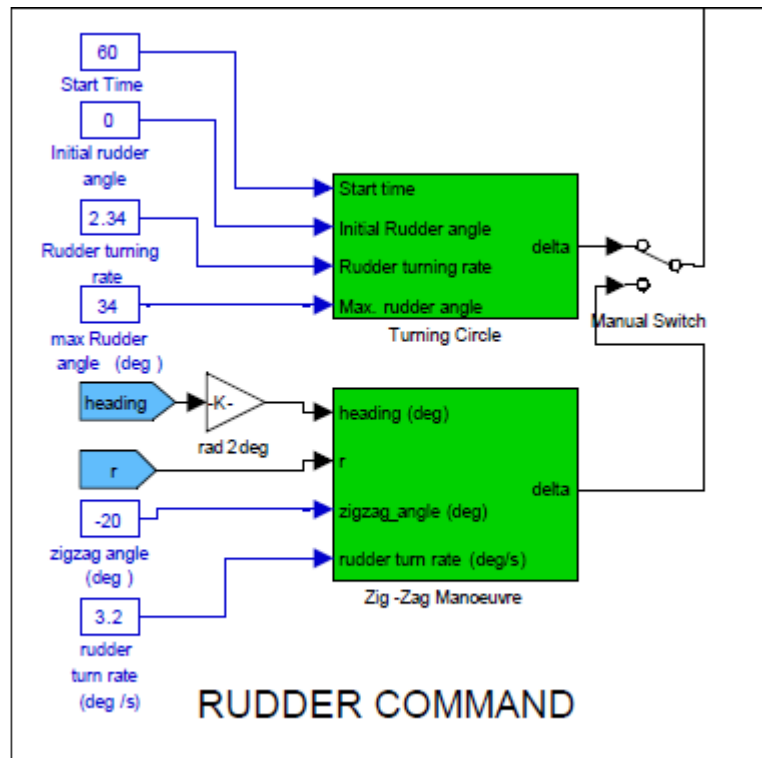 60
Start Time
0
Initial rudder
angle
2.34
Rudder turning
rate
34
max Rudder
angle (deg )
Start time
Initial Rudder angle
Rudder turning rate
Max. rudder angle
delta
Turning Circle
Manual Switch
heading
-K-
rad 2deg
r
-20
zigzag angle
(deg )
3.2
rudder
turn rate
(deg /s)
heading (deg)
r
zigzag_angle (deg)
rudder turn rate (deg/s)
delta
Zig -Zag Manoeuvre
RUDDER COMMAND